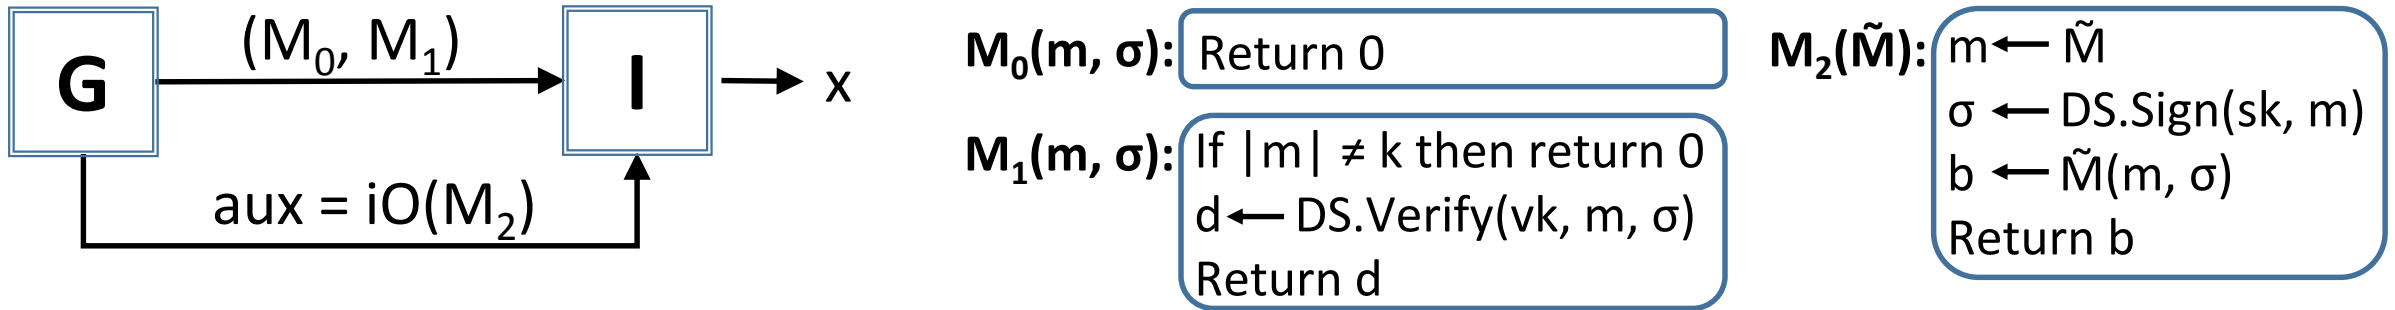 G
(M₀, M₁)
I
x
aux = iO(M₂)
M₀(m, σ):
Return 0
M₁(m, σ):
If |m| ≠ k then return 0
d ← DS.Verify(vk, m, σ)
Return d
M₂(M̃):
m ← M̃
σ ← DS.Sign(sk, m)
b ← M̃(m, σ)
Return b